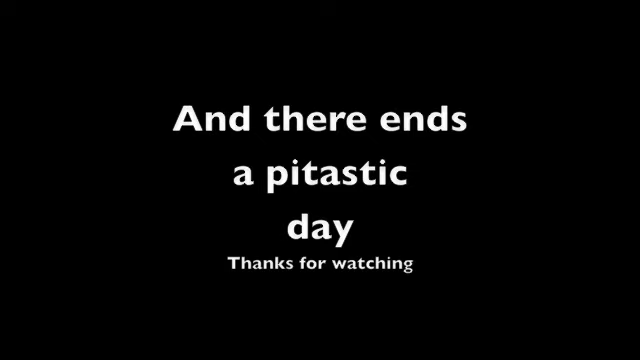 And there ends
a pitastic
day
Thanks for watching